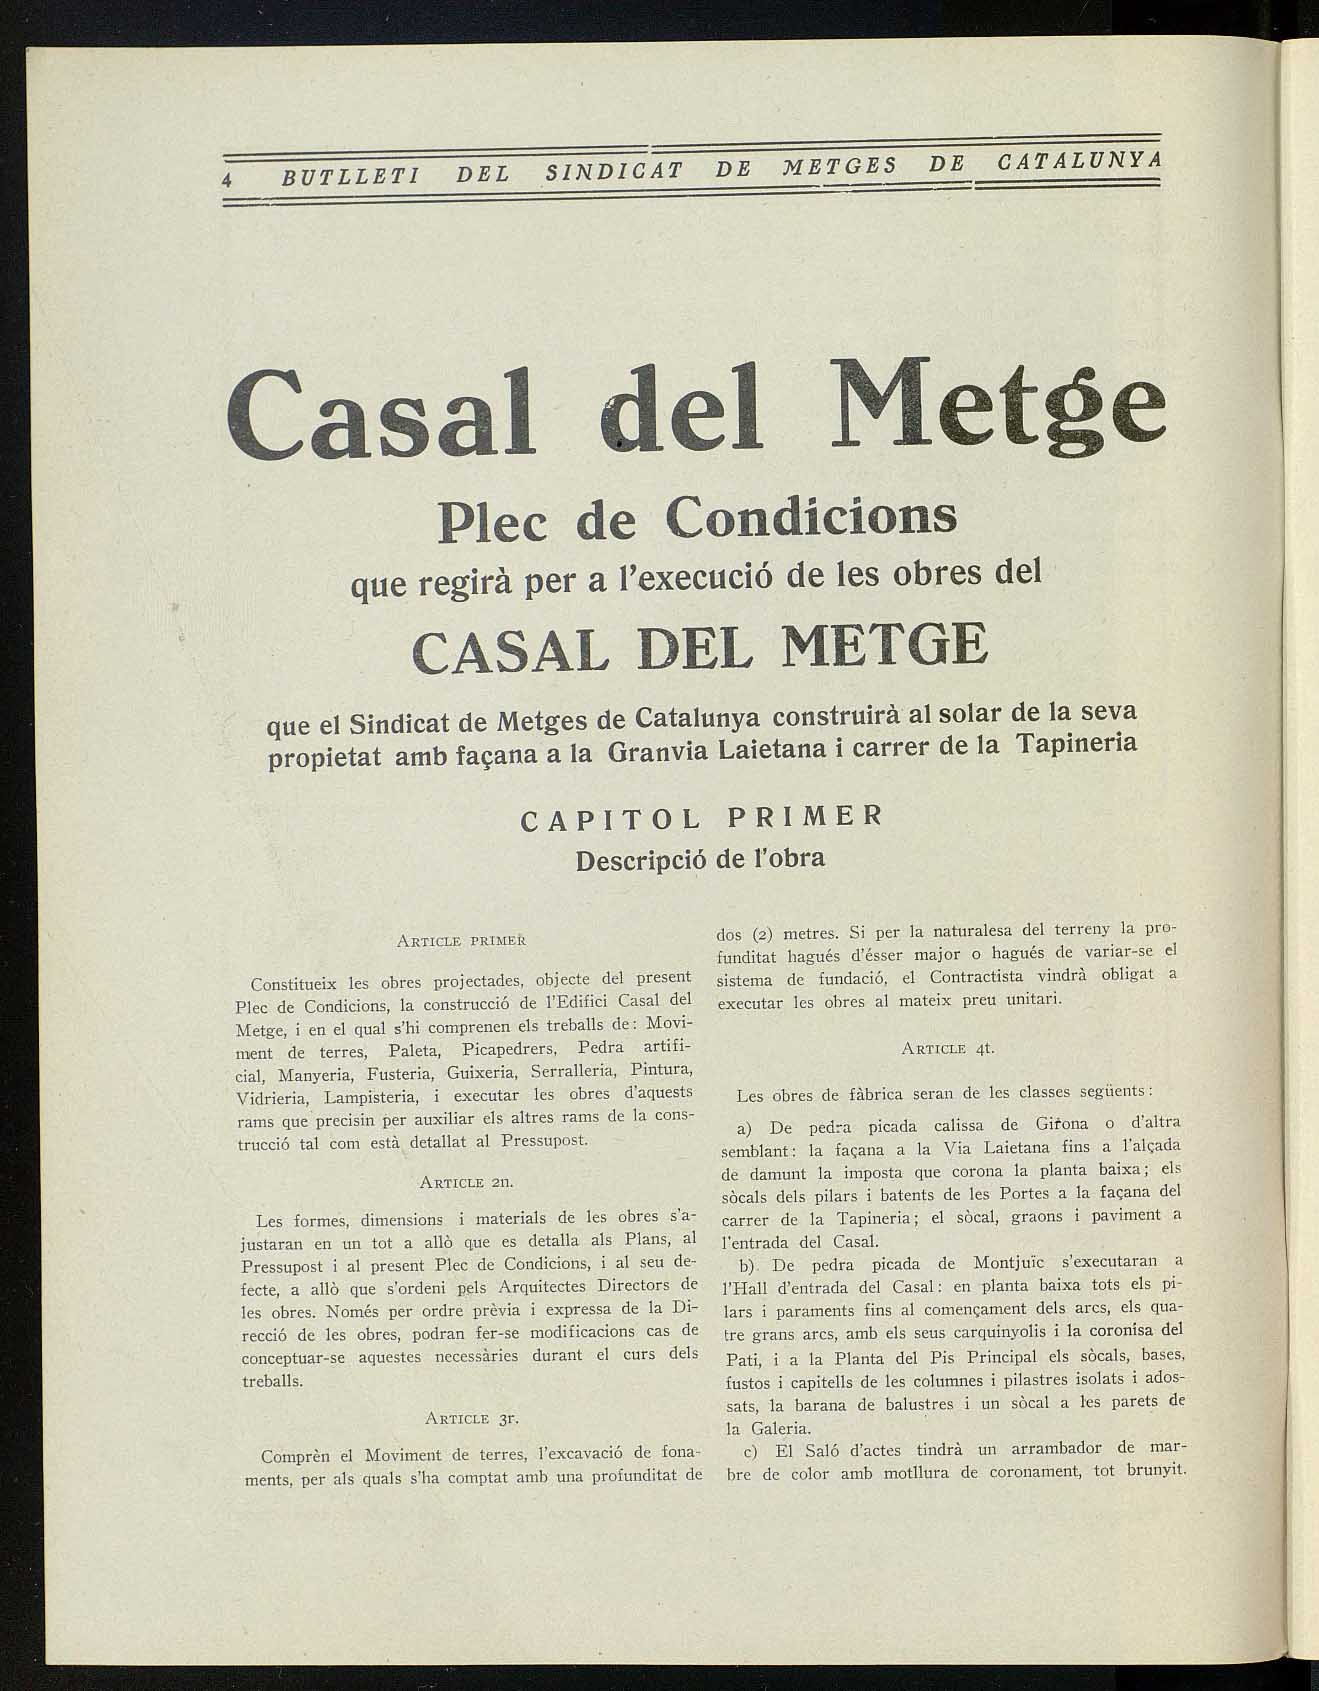 4 BUTLLETI DEL SINDICAT DE METGES DE CATALUNYA
Casal del Metge
Plec de Condicions
que regirà per a l'execució de les obres del
CASAL DEL METGE
que el Sindicat de Metges de Catalunya construirà al solar de la seva
propietat amb façana a la Granvia Laietana i carrer de la Tapineria
CAPITOL PRIMER
Descripció de l'obra
ARTICLE PRIMER
Constitueix les obres projectades, objecte del present
Plec de Condicions, la construcció de l'Edifici Casal del
Metge, i en el qual s'hi comprenen els treballs de: Movi-
ment de terres, Paleta, Picapedrers, Pedra artifi-
cial, Manyeria, Fusteria, Guixeria, Serralleria, Pintura,
Vidrieria, Lampisteria, i executar les obres d'aquests
rams que precisin per auxiliar els altres rams de la cons-
trucció tal com està detallat al Pressupost.
ARTICLE 2n.
Les formes, dimensions i materials de les obres s'a-
justaran en un tot a allò que es detalla als Plans, al
Pressupost i al present Plec de Condicions, i al seu de-
fecte, a allò que s'ordeni pels Arquitectes Directors de
les obres. Només per ordre prèvia i expressa de la Di-
recció de les obres, podran fer-se modificacions cas de
conceptuar-se aquestes necessàries durant el curs dels
treballs.
ARTICLE 3r.
Comprèn el Moviment de terres, l'excavació de fona-
ments, per als quals s'ha comptat amb una profunditat de
dos (2) metres. Si per la naturalesa del terreny la pro-
funditat hagués d'ésser major o hagués de variar-se el
sistema de fundació, el Contractista vindrà obligat a
executar les obres al mateix preu unitari.
ARTICLE 4t.
Les obres de fàbrica seran de les classes següents:
a) De pedra picada calissa de Girona o d'altra
semblant: la façana a la Via Laietana fins a l'alçada
de damunt la imposta que corona la planta baixa; els
sòcals dels pilars i batents de les Portes a la façana del
carrer de la Tapineria; el sòcal, graons i paviment a
l'entrada del Casal.
b) De pedra picada de Montjuïc s'executaran a
l'Hall d'entrada del Casal: en planta baixa tots els pi-
lars i paraments fins al començament dels arcs, els qua-
tre grans arcs, amb els seus carquinyolis i la cornisa del
Pati, i a la Planta del Pis Principal els sòcals, bases,
fustos i capitells de les columnes i pilastres isolats i ados-
sats, la barana de balustres i un sòcal a les parets de
la Galeria.
c) El Saló d'actes tindrà un arrambador de mar-
bre de color amb motllura de coronament, tot brunyit.